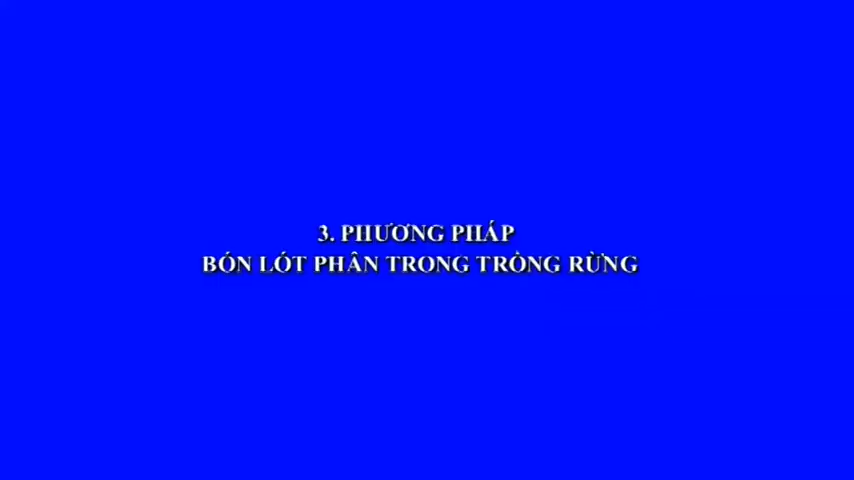 3. PHƯƠNG PHÁP
BÓN LÓT PHÂN TRONG TRỒNG RỪNG